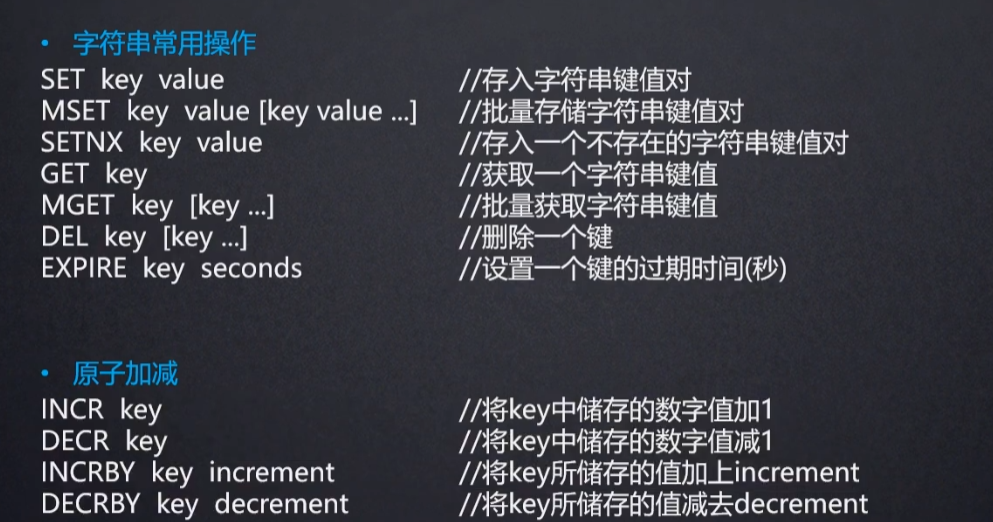 • 字符串常用操作
SET key value //存入字符串键值对
MSET key value [key value ...] //批量存储字符串键值对
SETNX key value //存入一个不存在的字符串键值对
GET key //获取一个字符串键值
MGET key [key ...] //批量获取字符串键值
DEL key [key ...] //删除一个键
EXPIRE key seconds //设置一个键的过期时间(秒)
• 原子加减
INCR key //将key中储存的数字值加1
DECR key //将key中储存的数字值减1
INCRBY key increment //将key所储存的值加上increment
DECRBY key decrement //将key所储存的值减去decrement